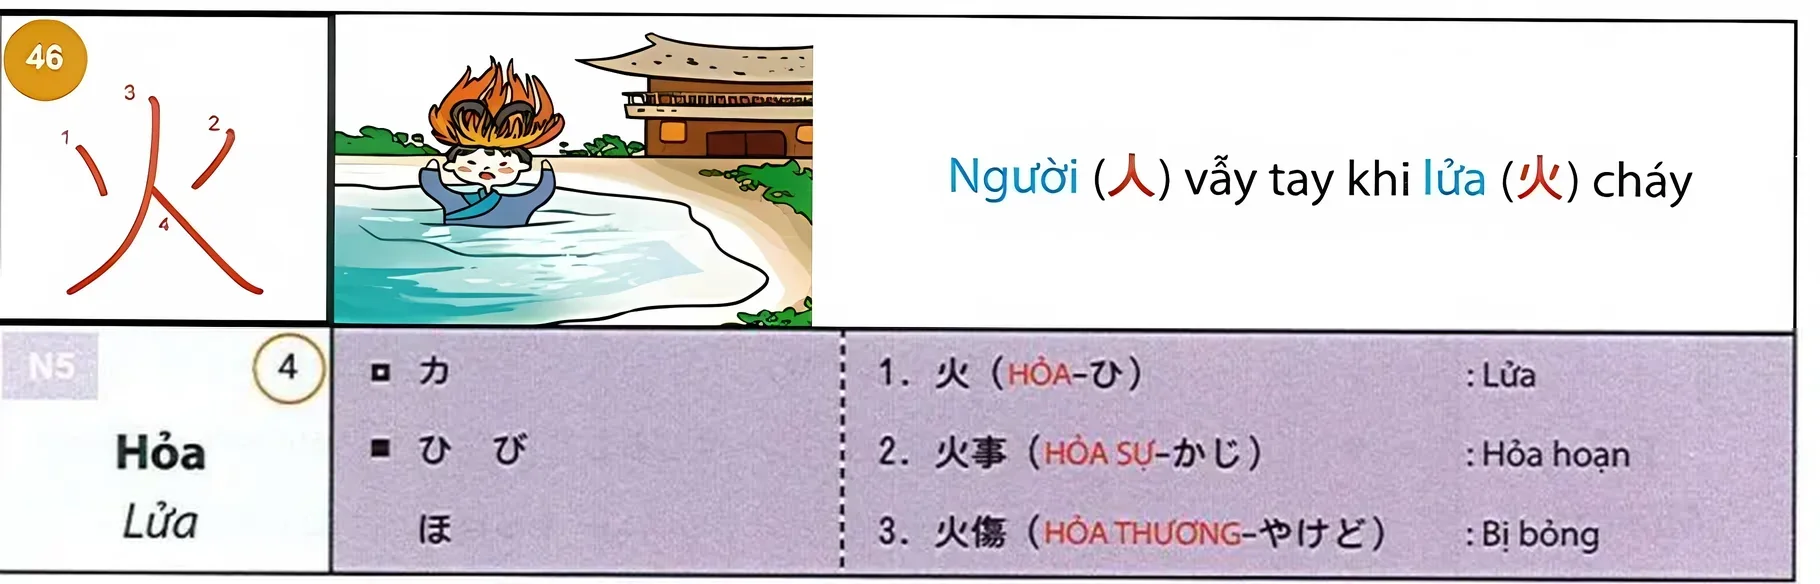 46
1 2 3 4
火
Người (人) vẫy tay khi lửa (火) cháy
N5
4
Hỏa
Lửa
カ
ひ び
ほ
1. 火 (HỎA-ひ) : Lửa
2. 火事 (HỎA SỰ-かじ) : Hỏa hoạn
3. 火傷 (HỎA THƯƠNG-やけど) : Bị bỏng